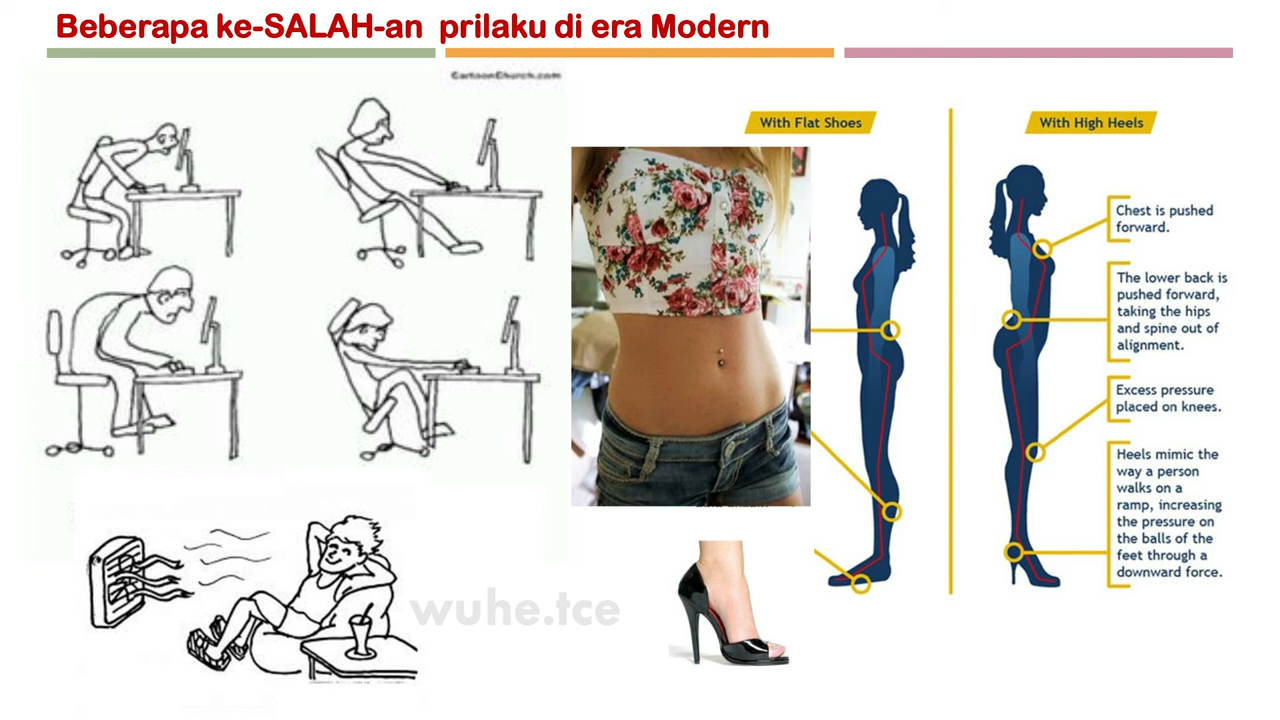 Beberapa ke-SALAH-an prilaku di era Modern
CartoonChurch.com
With Flat Shoes
With High Heels
Chest is pushed
forward.
The lower back is
pushed forward,
taking the hips
and spine out of
alignment.
Excess pressure
placed on knees.
Heels mimic the
way a person
walks on a
ramp, increasing
the pressure on
the balls of the
feet through a
downward force.
wuhe.tce